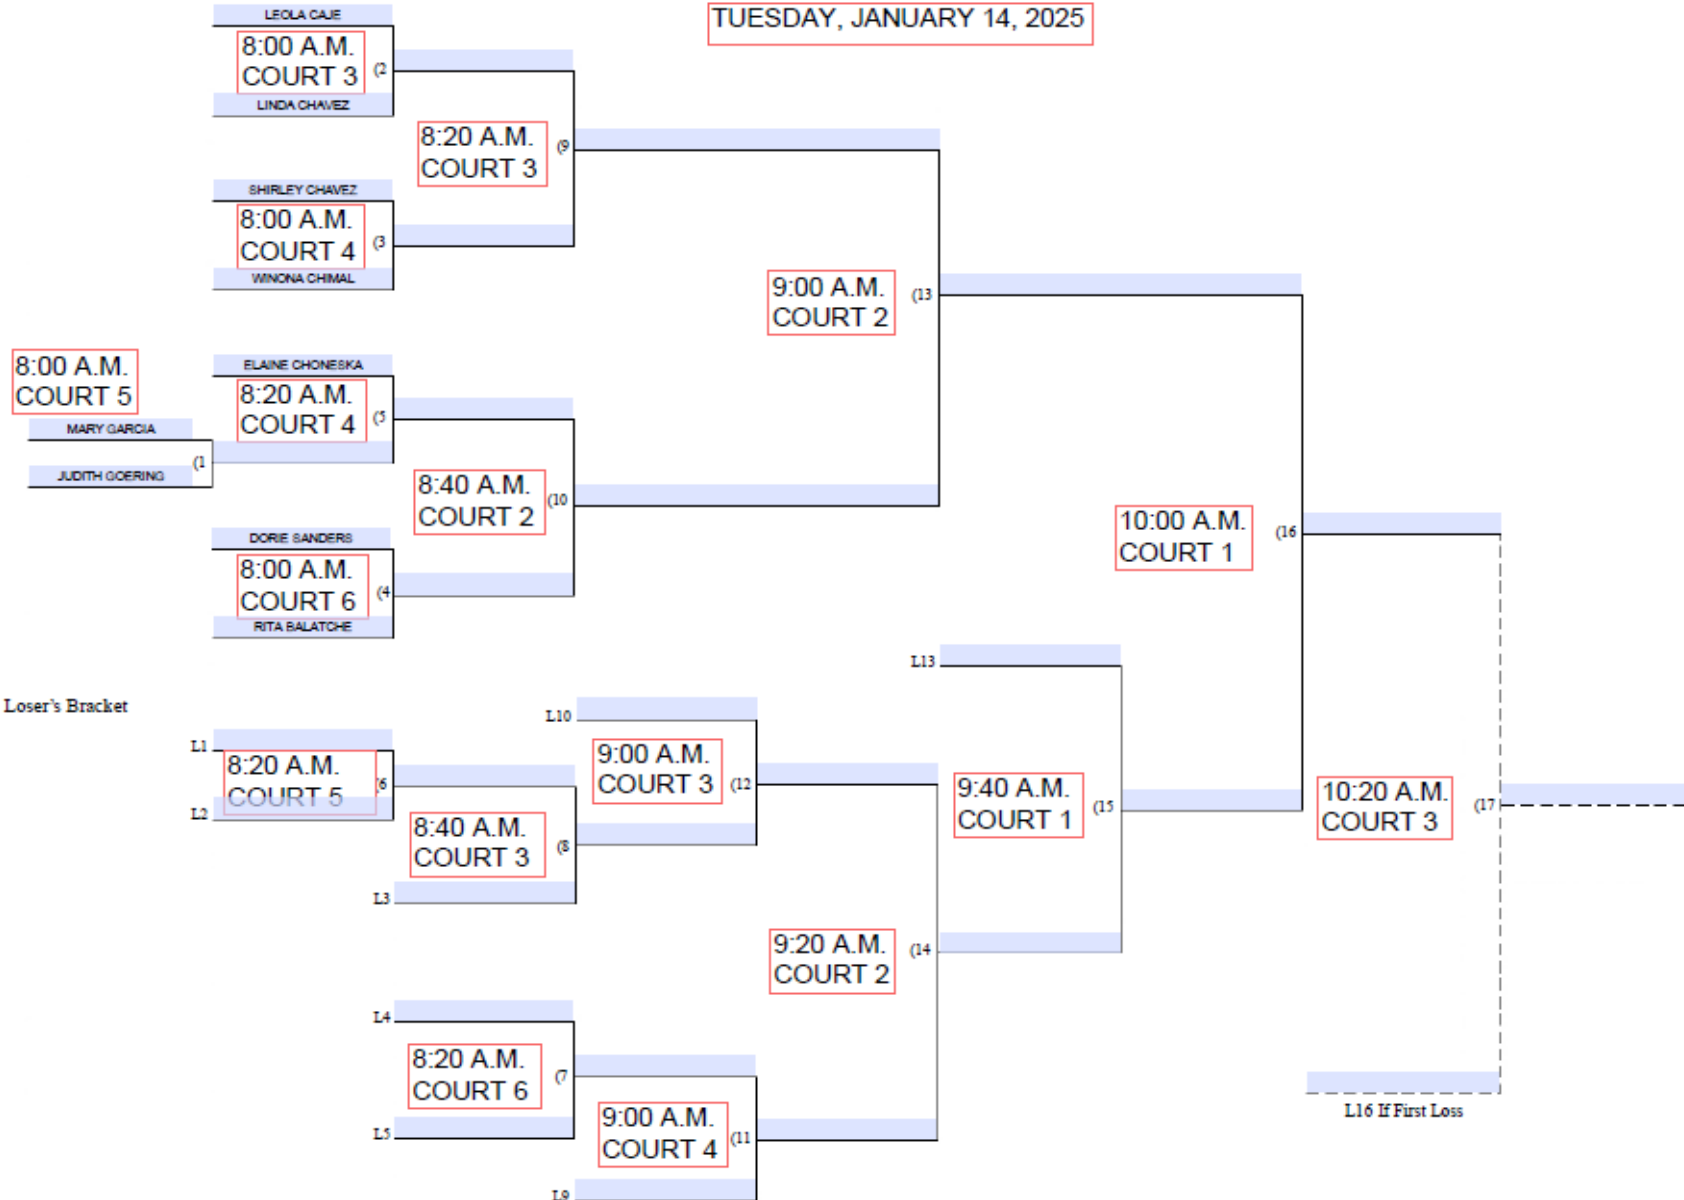 TUESDAY, JANUARY 14, 2025
LEOLA CAJE
8:00 A.M.
COURT 3
(2
LINDA CHAVEZ
8:20 A.M.
COURT 3
(9
SHIRLEY CHAVEZ
8:00 A.M.
COURT 4
(3
WINONA CHIMAL
9:00 A.M.
COURT 2
(13
8:00 A.M.
COURT 5
MARY GARCIA
(1
JUDITH GOERING
ELAINE CHONESKA
8:20 A.M.
COURT 4
(5
8:40 A.M.
COURT 2
(10
DORIE SANDERS
8:00 A.M.
COURT 6
(4
RITA BALATCHE
10:00 A.M.
COURT 1
(16
Loser's Bracket
L1
8:20 A.M.
COURT 5
(6
L2
8:40 A.M.
COURT 3
(8
L3
L10
9:00 A.M.
COURT 3
(12
L13
9:40 A.M.
COURT 1
(15
10:20 A.M.
COURT 3
(17
9:20 A.M.
COURT 2
(14
L4
8:20 A.M.
COURT 6
(7
L5
9:00 A.M.
COURT 4
(11
L9
L16 If First Loss